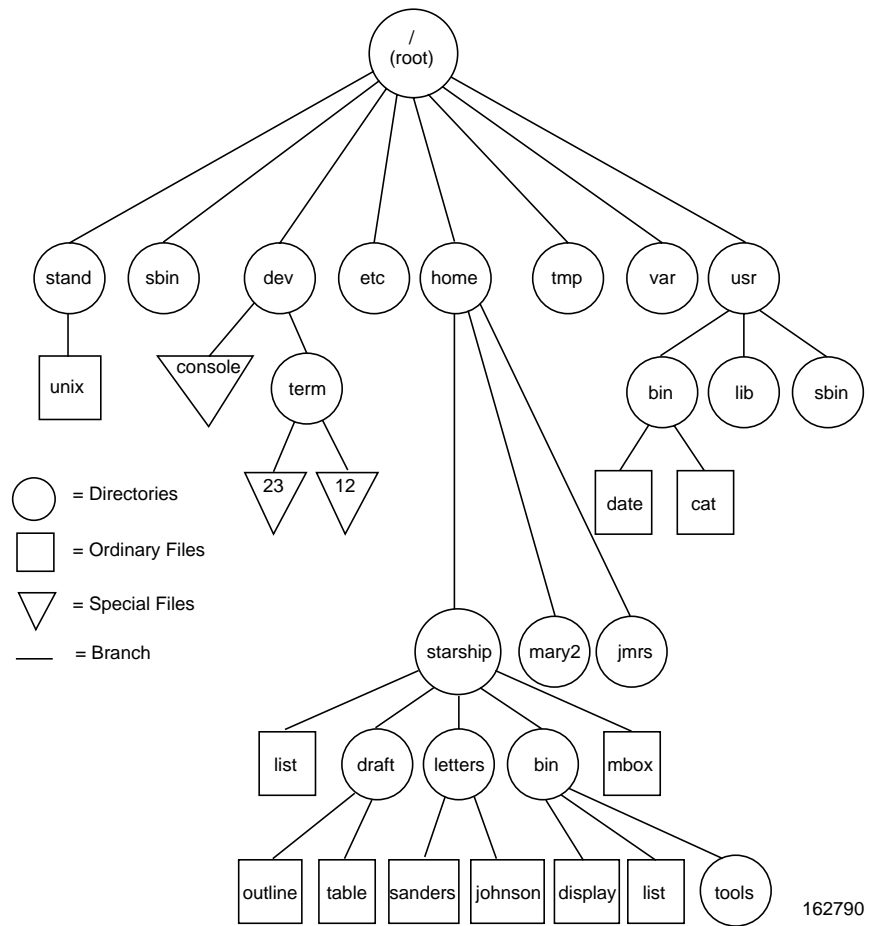 /
(root)
stand
sbin
dev
etc
home
tmp
var
usr
unix
console
term
bin
lib
sbin
23
12
date
cat
= Directories
= Ordinary Files
= Special Files
= Branch
starship
mary2
jmrs
list
draft
letters
bin
mbox
outline
table
sanders
johnson
display
list
tools
162790